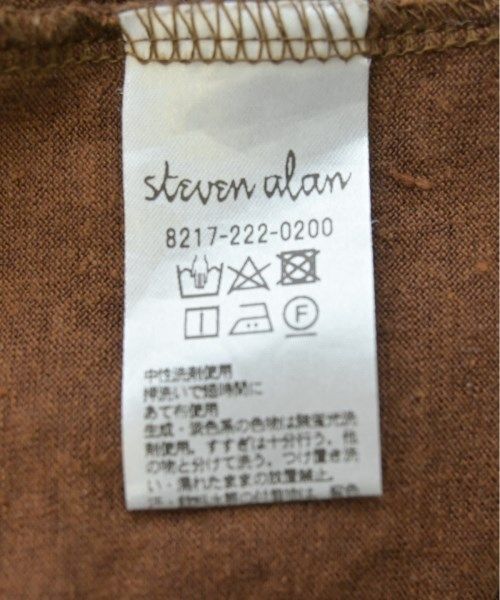 steven alan
8217-222-0200
F
中性洗剤使用
押洗いで短時間に
あて布使用
生成・淡色系の色物は無蛍光洗
剤使用。すすぎは十分行う。他
の物と分けて洗う。つけ置き洗
い・濡れたままの放置厳禁。